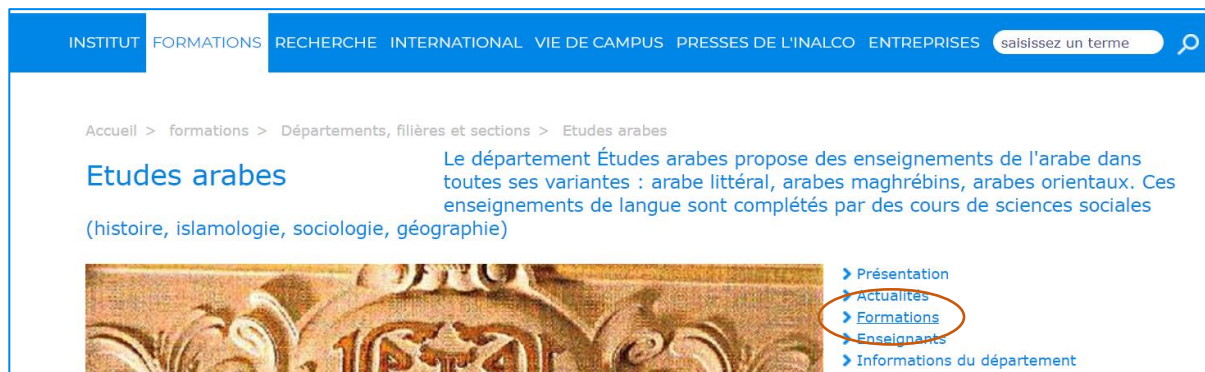 INSTITUT FORMATIONS RECHERCHE INTERNATIONAL VIE DE CAMPUS PRESSES DE L'INALCO ENTREPRISES saisissez un terme
Accueil > formations > Départements, filières et sections > Etudes arabes
Etudes arabes
Le département Études arabes propose des enseignements de l'arabe dans
toutes ses variantes : arabe littéral, arabes maghrébins, arabes orientaux. Ces
enseignements de langue sont complétés par des cours de sciences sociales
(histoire, islamologie, sociologie, géographie)
Présentation
Actualités
Formations
Enseignants
Informations du département